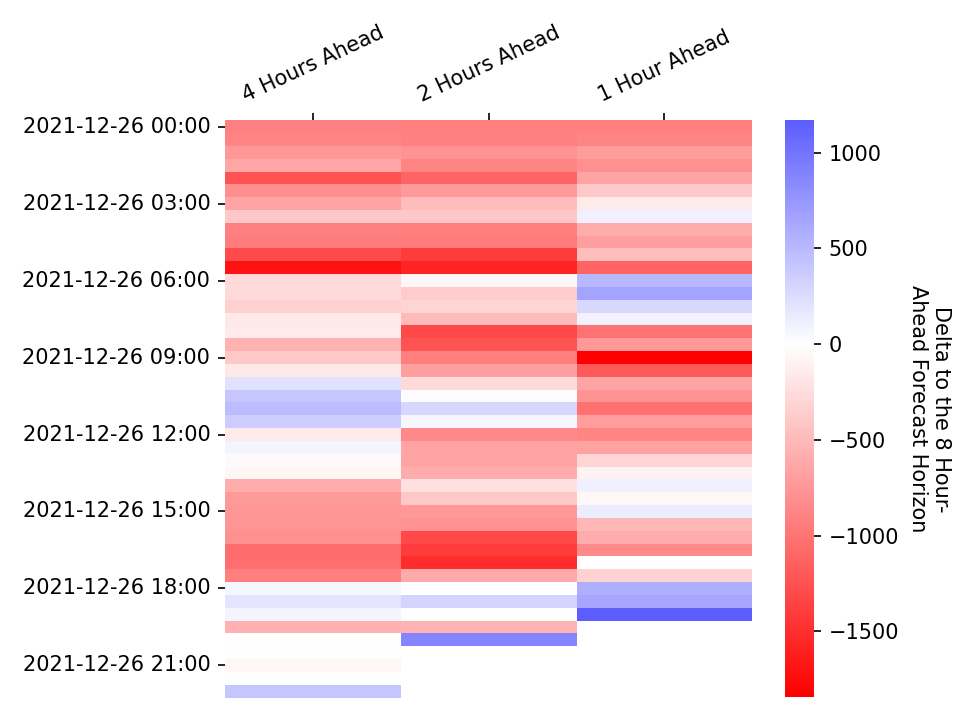 4 Hours Ahead
2 Hours Ahead
1 Hour Ahead
2021-12-26 00:00
2021-12-26 03:00
2021-12-26 06:00
2021-12-26 09:00
2021-12-26 12:00
2021-12-26 15:00
2021-12-26 18:00
2021-12-26 21:00
1000
500
0
−500
−1000
−1500
Delta to the 8 Hour-
Ahead Forecast Horizon